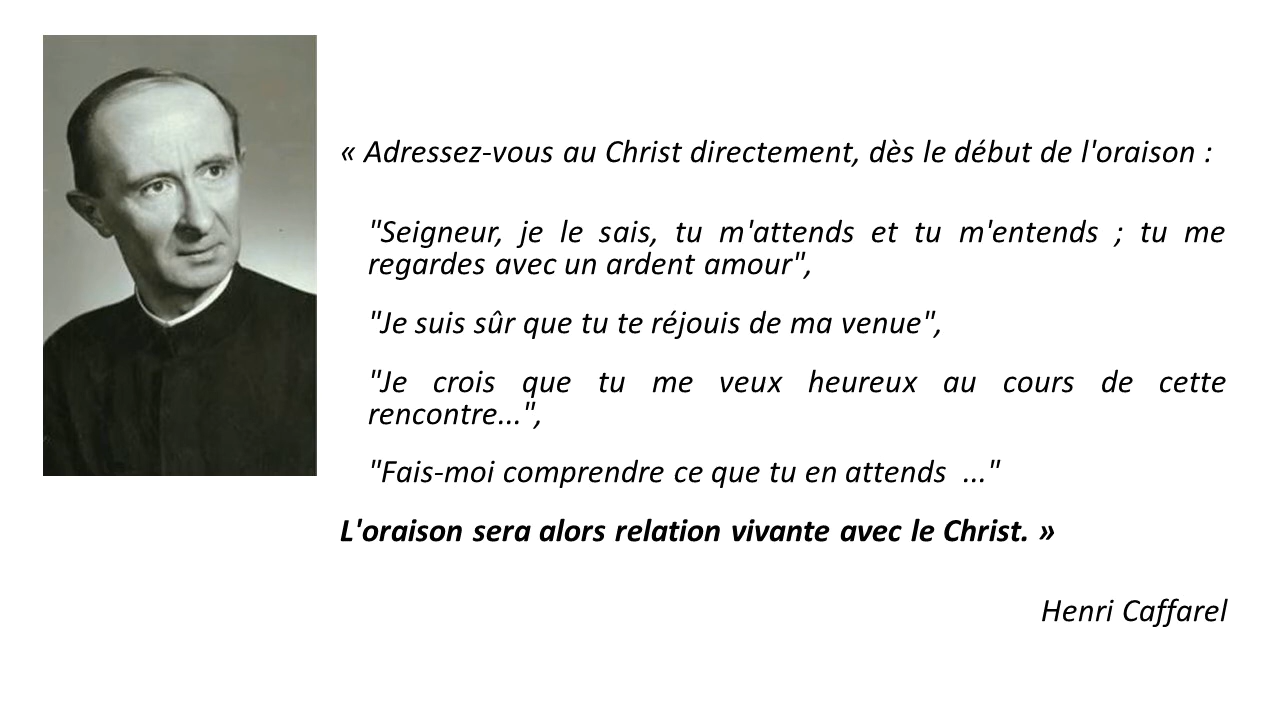 « Adressez-vous au Christ directement, dès le début de l'oraison :
"Seigneur, je le sais, tu m'attends et tu m'entends ; tu me
regardes avec un ardent amour",
"Je suis sûr que tu te réjouis de ma venue",
"Je crois que tu me veux heureux au cours de cette
rencontre...",
"Fais-moi comprendre ce que tu en attends  ..."
L'oraison sera alors relation vivante avec le Christ. »
Henri Caffarel